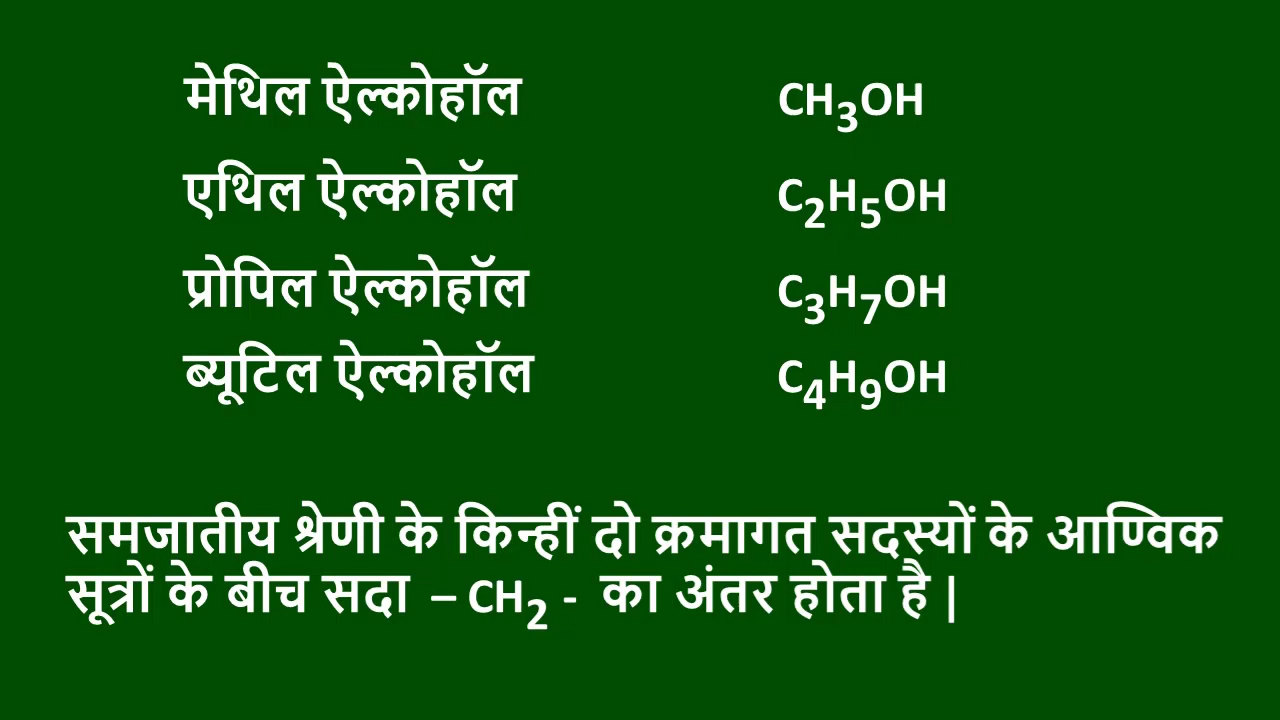 मेथिल ऐल्कोहॉल CH₃OH
एथिल ऐल्कोहॉल C₂H₅OH
प्रोपिल ऐल्कोहॉल C₃H₇OH
ब्यूटिल ऐल्कोहॉल C₄H₉OH
समजातीय श्रेणी के किन्हीं दो क्रमागत सदस्यों के आण्विक
सूत्रों के बीच सदा – CH₂ - का अंतर होता है |